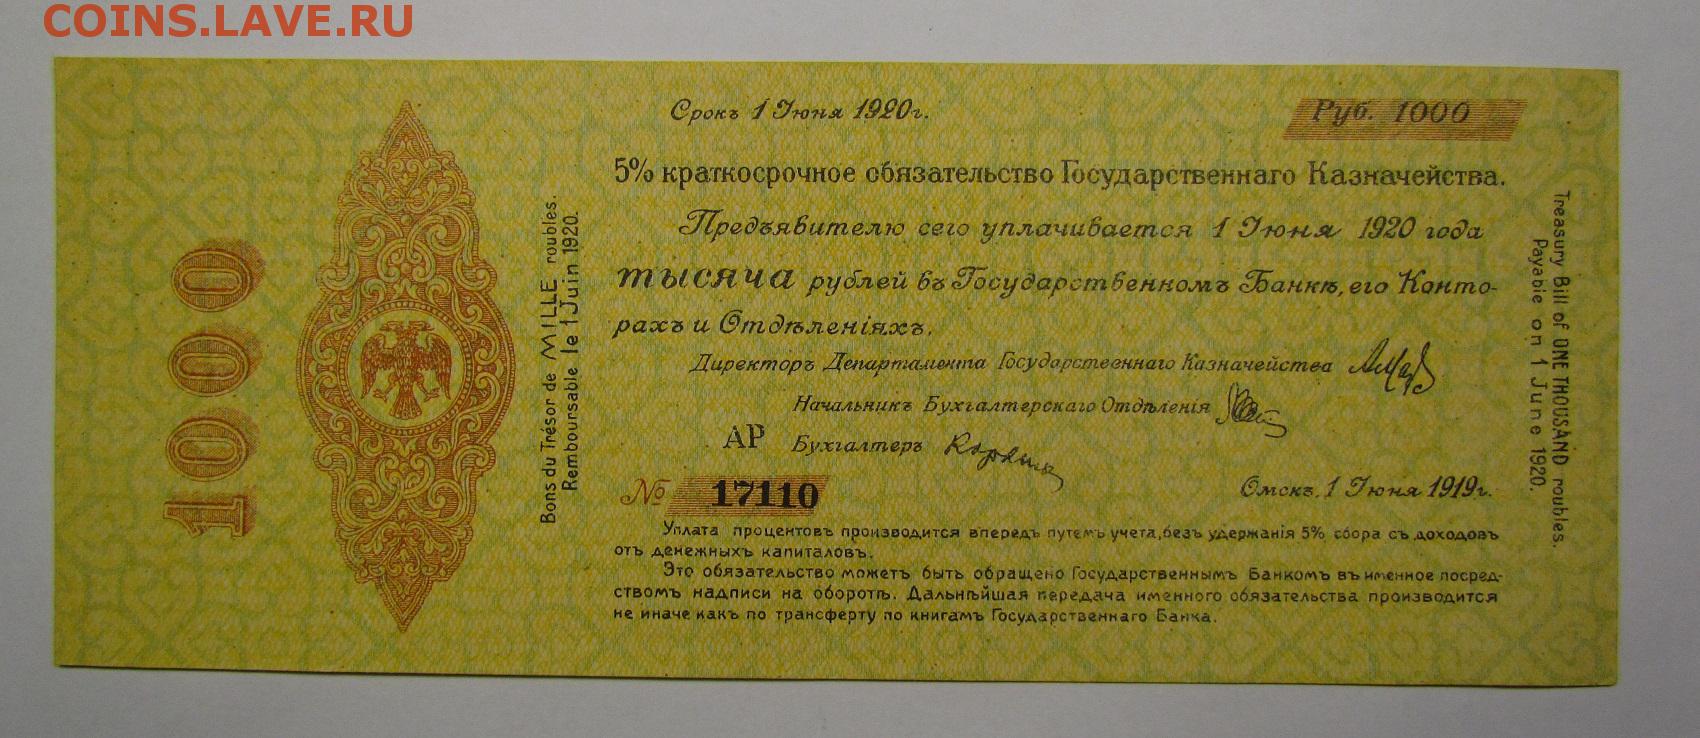 COINS.LAVE.RU
Срокъ 1 Июня 1920г.
Руб. 1000
5% краткосрочное обязательство Государственнаго Казначейства.
Предъявителю сего уплачивается 1 Июня 1920 года
тысяча рублей въ Государственномъ Банкѣ, его Конто-
рахъ и Отдѣленіяхъ.
Директоръ Департамента Государственнаго Казначейства
Начальникъ Бухгалтерскаго Отдѣленія
АР Бухгалтеръ
№ 17110
Омскъ, 1 Июня 1919г.
Уплата процентовъ производится впередъ путемъ учета, безъ удержанія 5% сбора съ доходовъ
отъ денежныхъ капиталовъ.
Это обязательство можетъ быть обращено Государственнымъ Банкомъ въ именное посред-
ствомъ надписи на оборотѣ. Дальнѣйшая передача именного обязательства производится
не иначе какъ по трансферту по книгамъ Государственнаго Банка.
1000
Bons du Trésor de MILLE roubles.
Remboursable le 1 Juin 1920.
Treasury Bill of ONE THOUSAND roubles.
Payable on 1 June 1920.